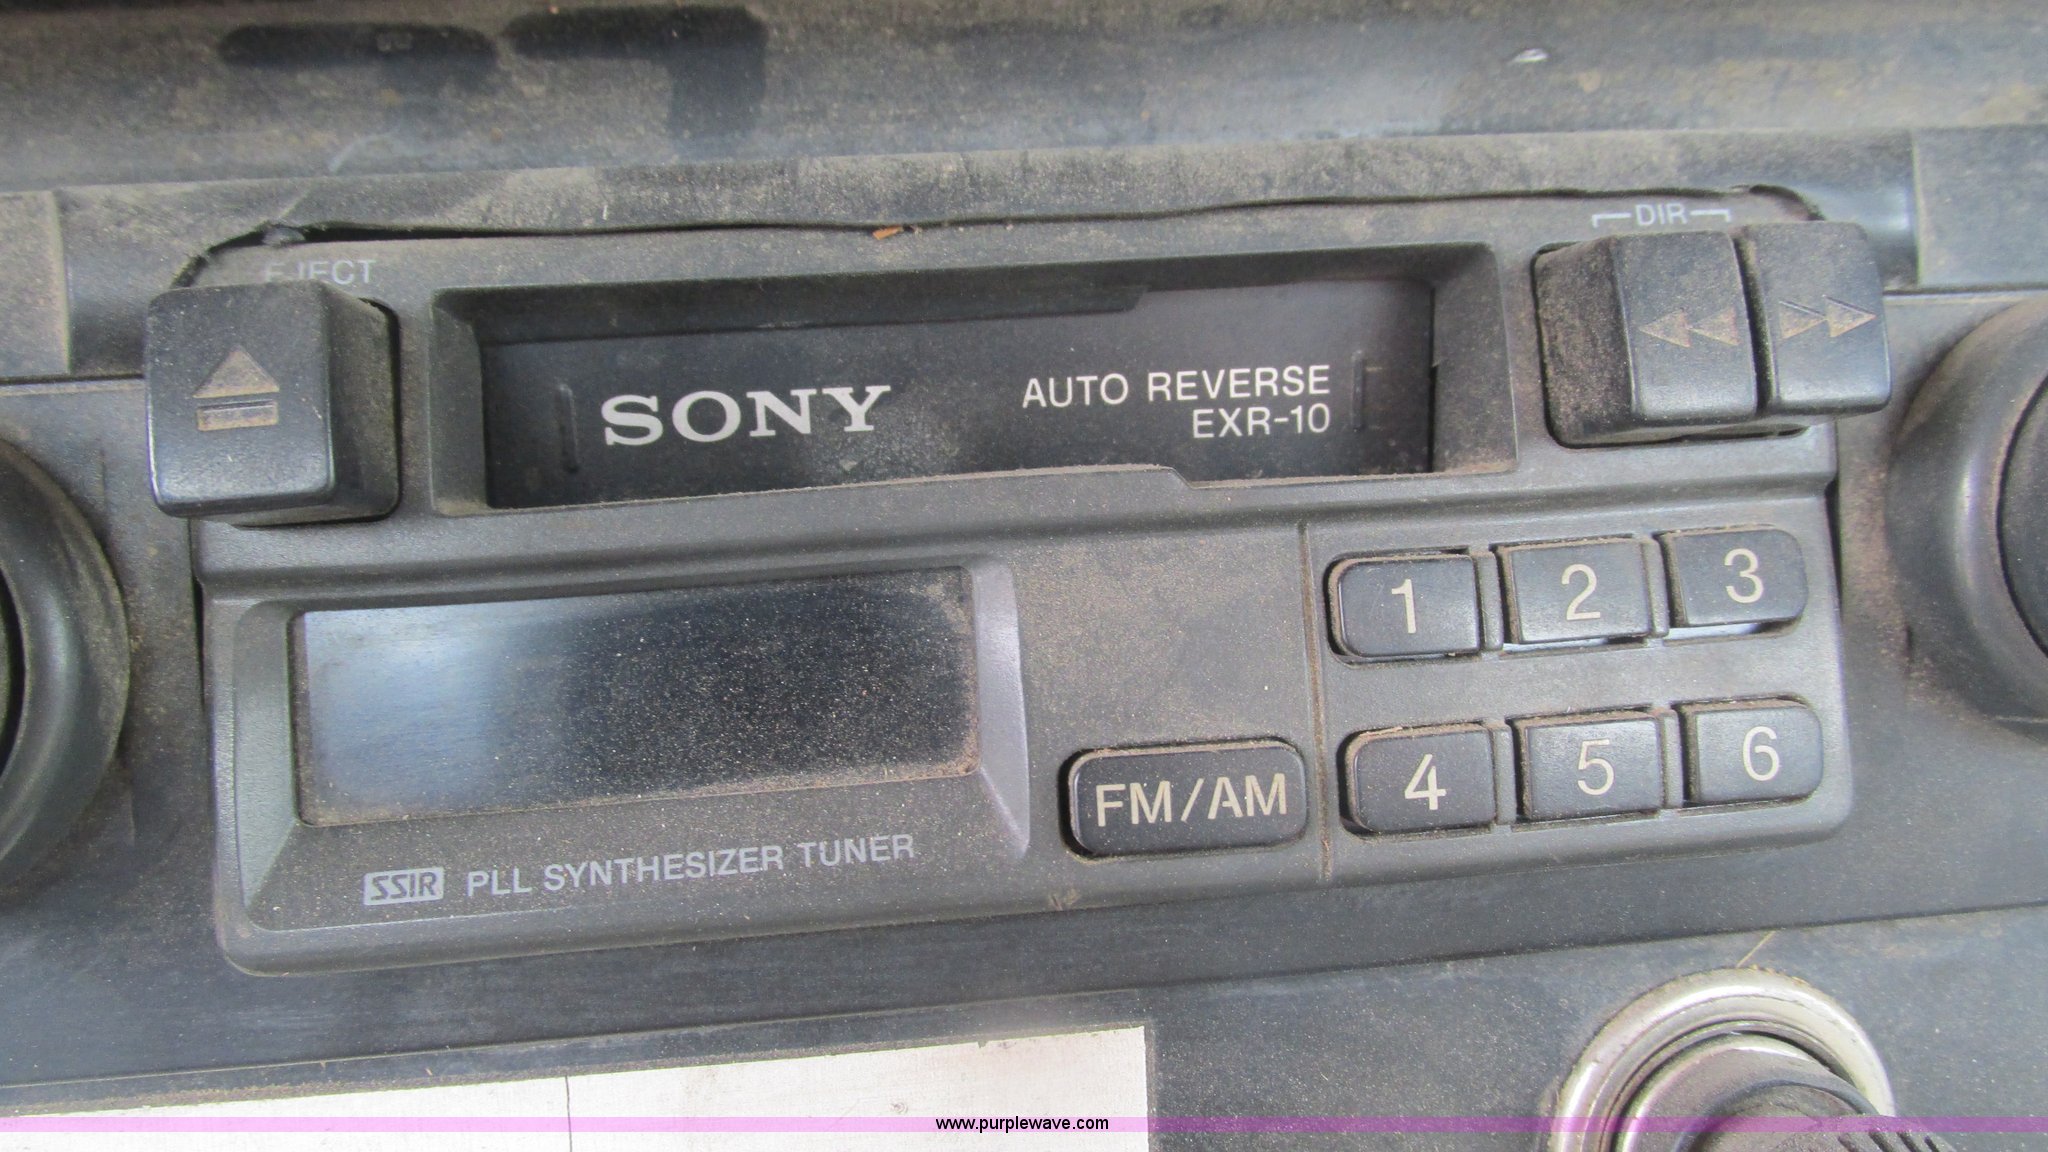 EJECT
DIR
SONY
AUTO REVERSE
EXR-10
1
2
3
4
5
6
FM/AM
SSIR PLL SYNTHESIZER TUNER
www.purplewave.com